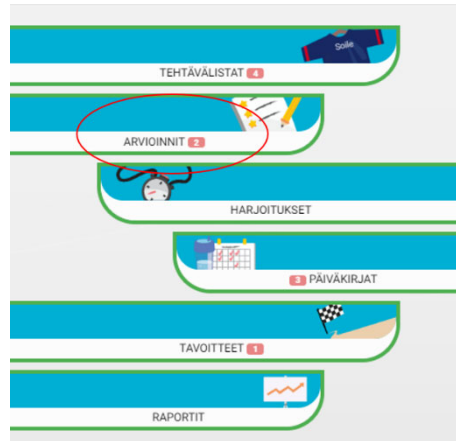 Soile
TEHTÄVÄLISTAT 4
ARVIOINNIT 2
HARJOITUKSET
3 PÄIVÄKIRJAT
TAVOITTEET 1
RAPORTIT